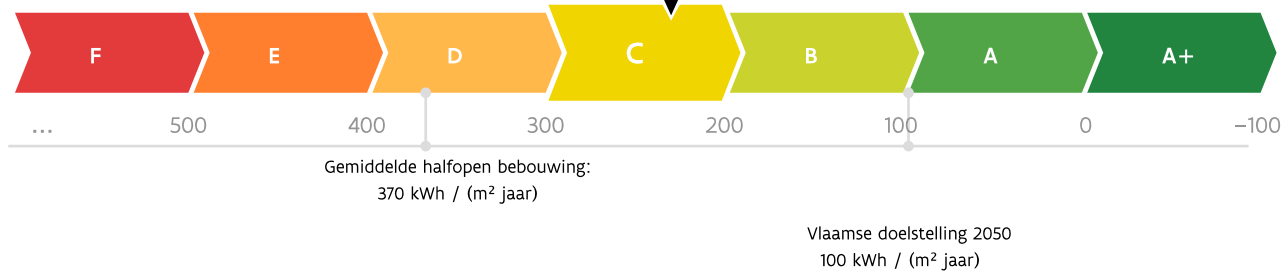 F E D C B A A+
... 500 400 300 200 100 0 –100
Gemiddelde halfopen bebouwing:
370 kWh / (m² jaar)
Vlaamse doelstelling 2050
100 kWh / (m² jaar)